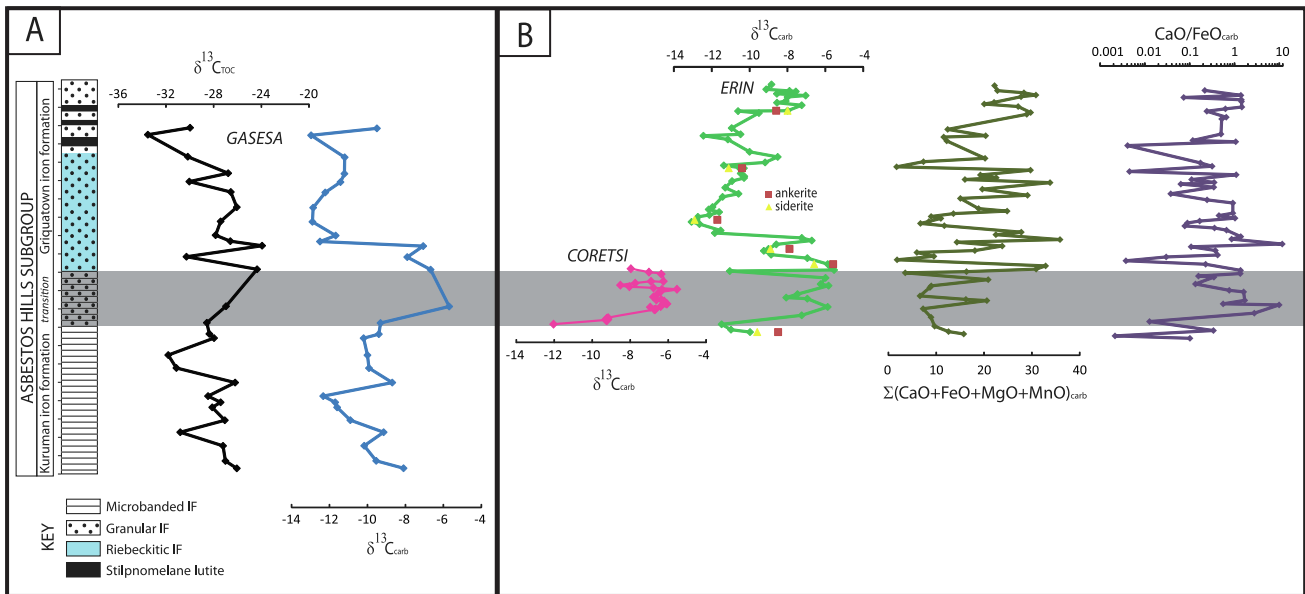 A
δ13CTOC
-36 -32 -28 -24 -20
GASESA
ASBESTOS HILLS SUBGROUP
Kuruman iron formation
transition
Griquatown iron formation
-14 -12 -10 -8 -6 -4
δ13Ccarb
KEY
Microbanded IF
Granular IF
Riebeckitic IF
Stilpnomelane lutite
B
δ13Ccarb
-14 -12 -10 -8 -6 -4
ERIN
ankerite
siderite
CORETSI
-14 -12 -10 -8 -6 -4
δ13Ccarb
0 10 20 30 40
Σ(CaO+FeO+MgO+MnO)carb
CaO/FeOcarb
0.001 0.01 0.1 1 10